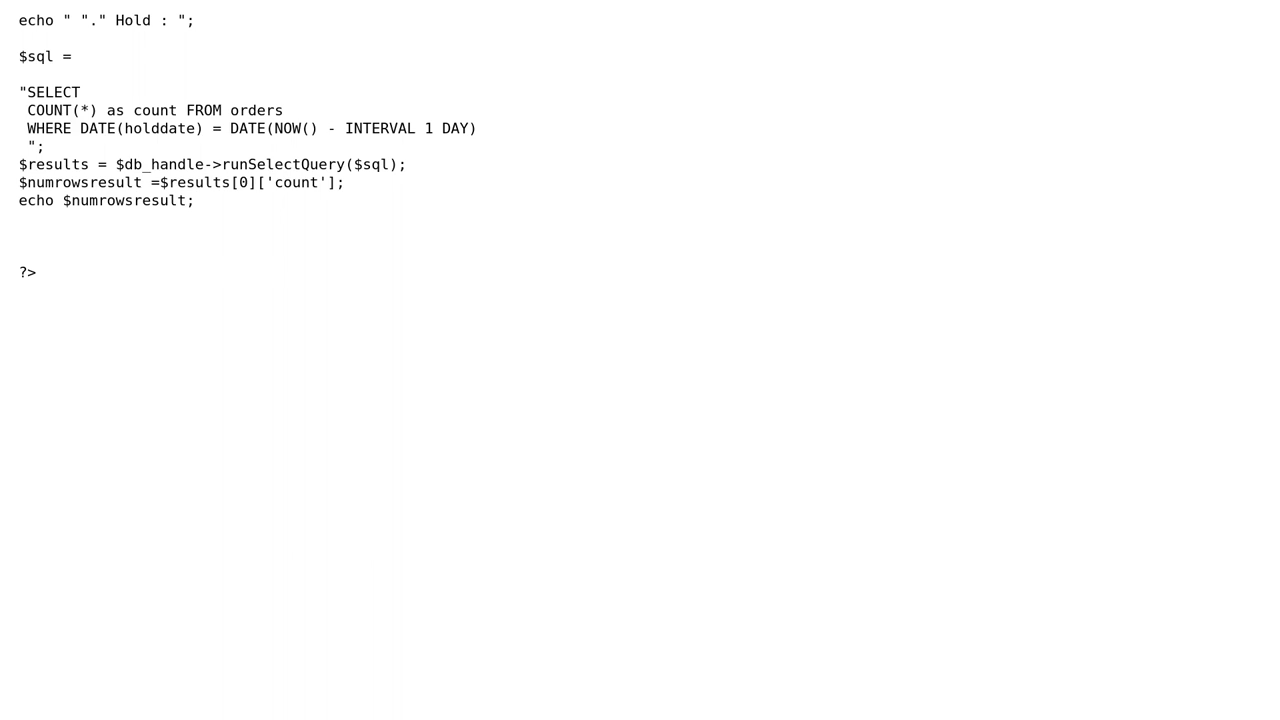 echo " "." Hold : ";
$sql =
"SELECT
COUNT(*) as count FROM orders
WHERE DATE(holddate) = DATE(NOW() - INTERVAL 1 DAY)
";
$results = $db_handle->runSelectQuery($sql);
$numrowsresult =$results[0]['count'];
echo $numrowsresult;
?>